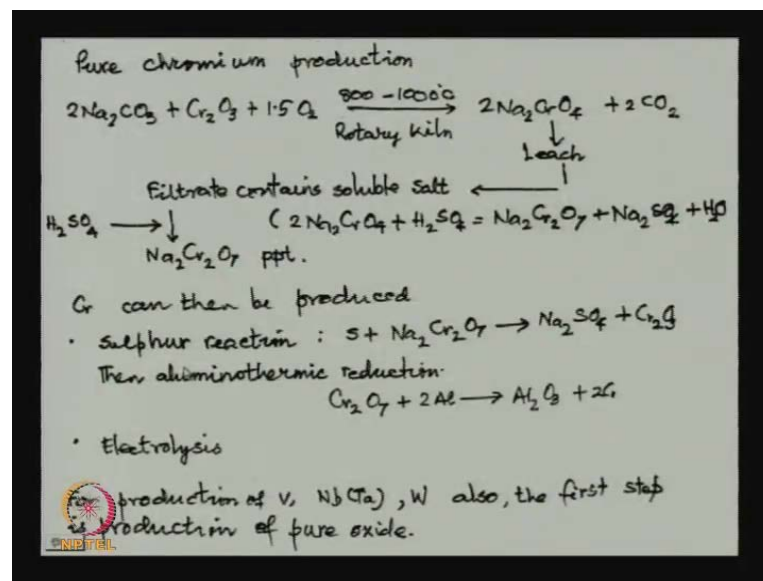 Pure chromium production
2Na₂CO₃ + Cr₂O₃ + 1.5O₂ 800-1000°C Rotary Kiln → 2Na₂CrO₄ + 2CO₂
↓
Leach
Filtrate contains soluble salt ←
H₂SO₄ → ↓ (2Na₂CrO₄ + H₂SO₄ = Na₂Cr₂O₇ + Na₂SO₄ + H₂O
Na₂Cr₂O₇ ppt.
Cr can then be produced
· Sulphur reaction : S + Na₂Cr₂O₇ → Na₂SO₄ + Cr₂O₃
Then aluminothermic reduction.
Cr₂O₇ + 2Al → Al₂O₃ + 2Cr
· Electrolysis
For production of V, Nb(Ta), W also, the first step
is production of pure oxide.
NPTEL